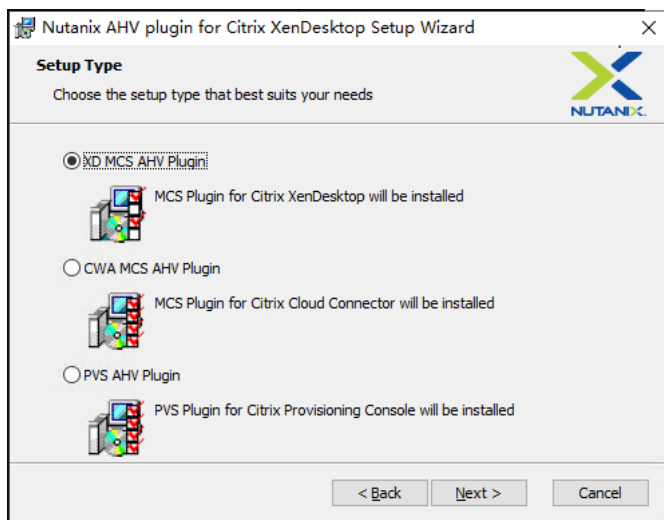 Nutanix AHV plugin for Citrix XenDesktop Setup Wizard
Setup Type
Choose the setup type that best suits your needs
NUTANIX.
XD MCS AHV Plugin
MCS Plugin for Citrix XenDesktop will be installed
CWA MCS AHV Plugin
MCS Plugin for Citrix Cloud Connector will be installed
PVS AHV Plugin
PVS Plugin for Citrix Provisioning Console will be installed
< Back Next > Cancel